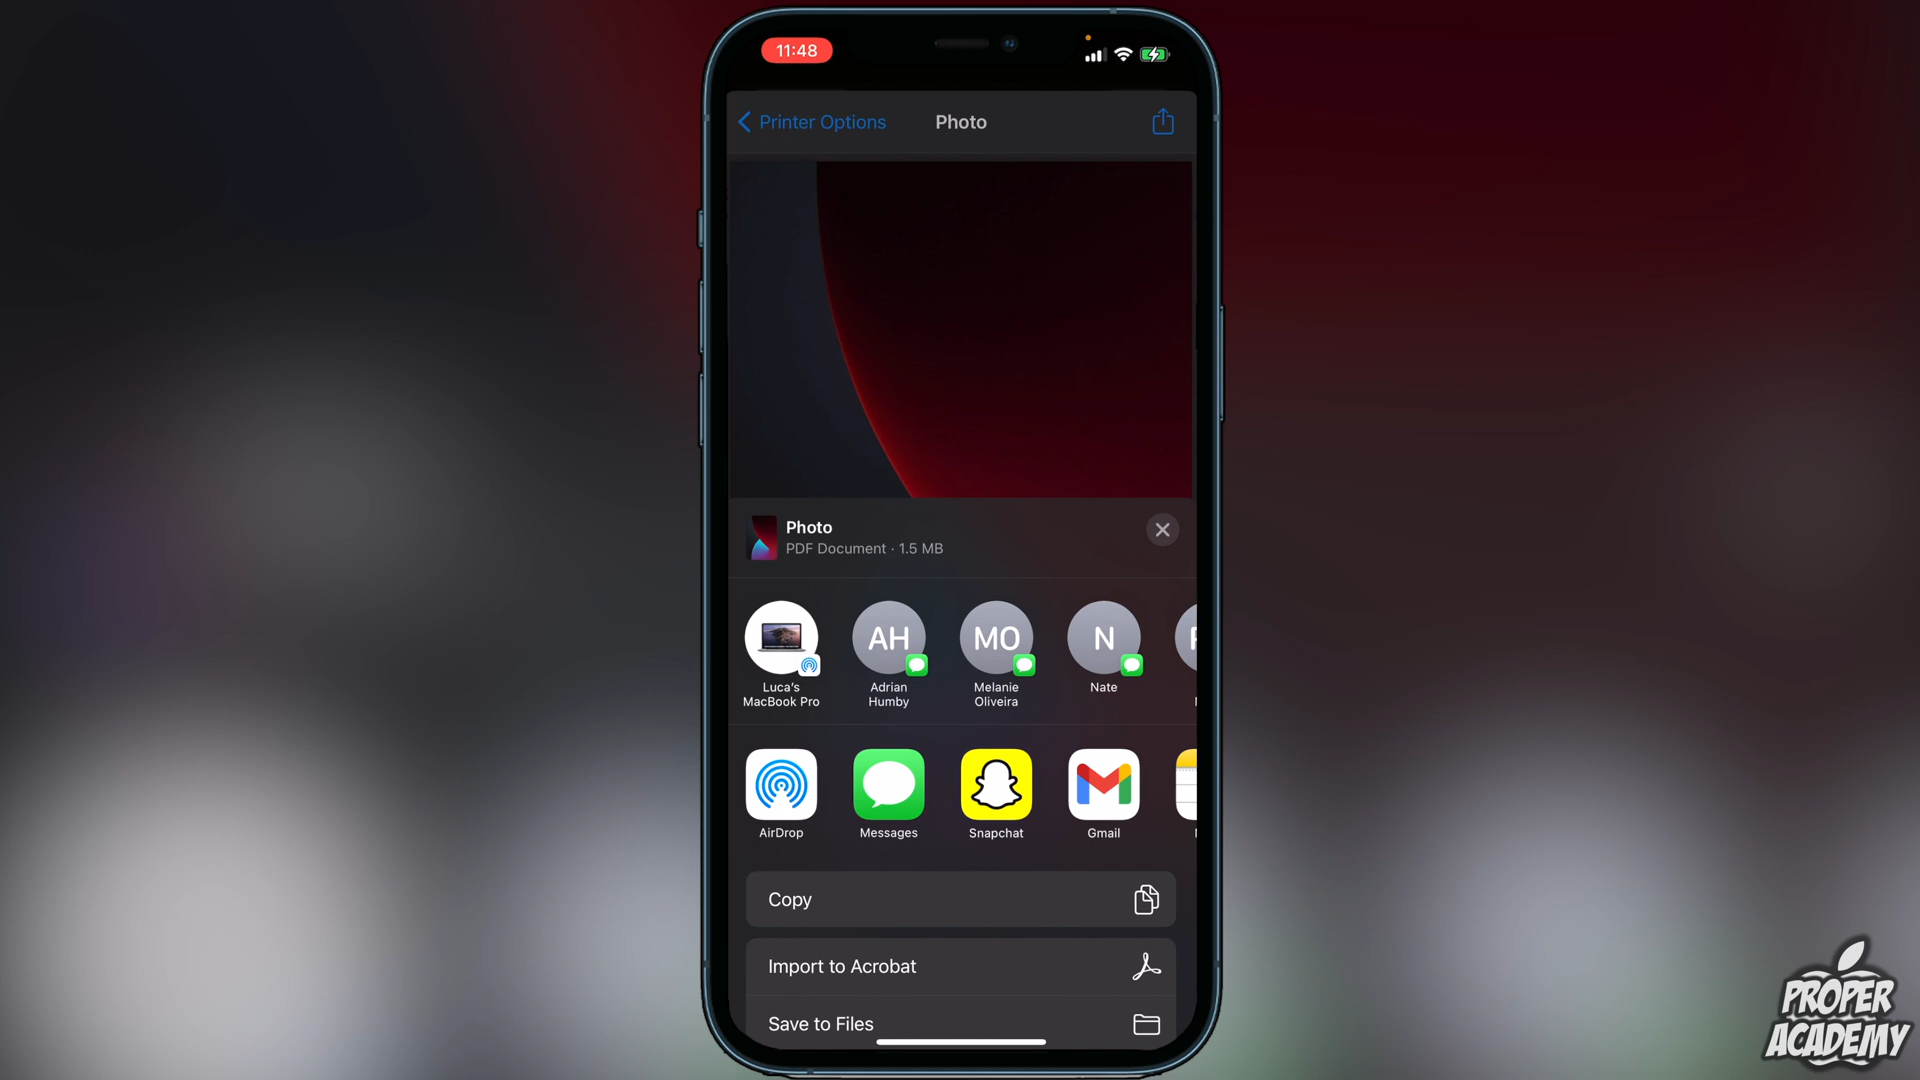 11:48
Printer Options
Photo
Photo
PDF Document · 1.5 MB
AH
MO
N
Luca's
MacBook Pro
Adrian
Humby
Melanie
Oliveira
Nate
AirDrop
Messages
Snapchat
Gmail
Copy
Import to Acrobat
Save to Files
PROPER
ACADEMY